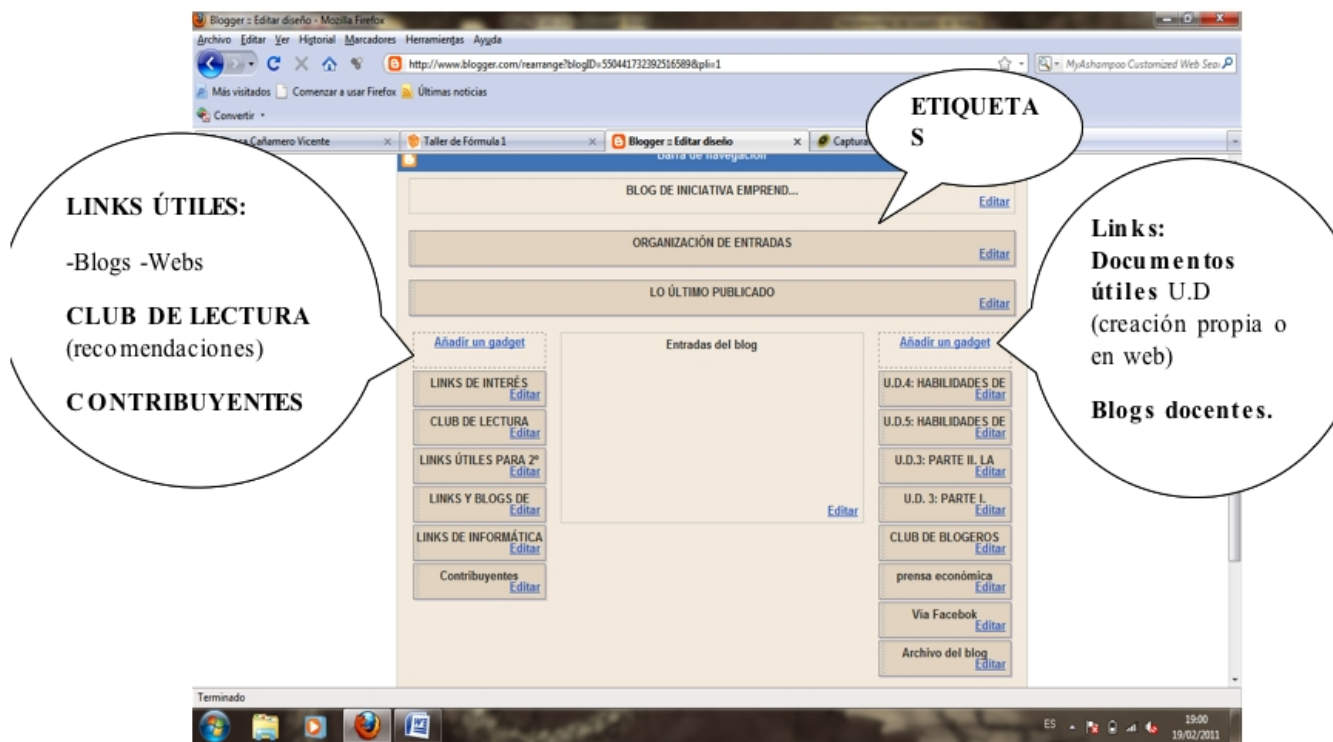 Blogger :: Editar diseño - Mozilla Firefox
Archivo Editar Ver Historial Marcadores Herramientas Ayuda
http://www.blogger.com/rearrange?blogID=5504417323925165898&pli=1
MyAshampoo Customized Web Sear
Más visitados Comenzar a usar Firefox Últimas noticias
Convertir
Cañamero Vicente
Taller de Fórmula 1
Blogger :: Editar diseño
Captura
ETIQUETA
S
Barra de navegación
BLOG DE INICIATIVA EMPREND...
Editar
ORGANIZACIÓN DE ENTRADAS
Editar
LO ÚLTIMO PUBLICADO
Editar
LINKS ÚTILES:
-Blogs -Webs
CLUB DE LECTURA
(recomendaciones)
CONTRIBUYENTES
Añadir un gadget
LINKS DE INTERÉS
Editar
CLUB DE LECTURA
Editar
LINKS ÚTILES PARA 2º
Editar
LINKS Y BLOGS DE
Editar
LINKS DE INFORMÁTICA
Editar
Contribuyentes
Editar
Entradas del blog
Editar
Añadir un gadget
U.D.4: HABILIDADES DE
Editar
U.D.5: HABILIDADES DE
Editar
U.D.3: PARTE II. LA
Editar
U.D. 3: PARTE I.
Editar
CLUB DE BLOGEROS
Editar
prensa económica
Editar
Vía Facebok
Editar
Archivo del blog
Editar
Links:
Documentos
útiles U.D
(creación propia o
en web)
Blogs docentes.
Terminado
ES
19:00
19/02/2011